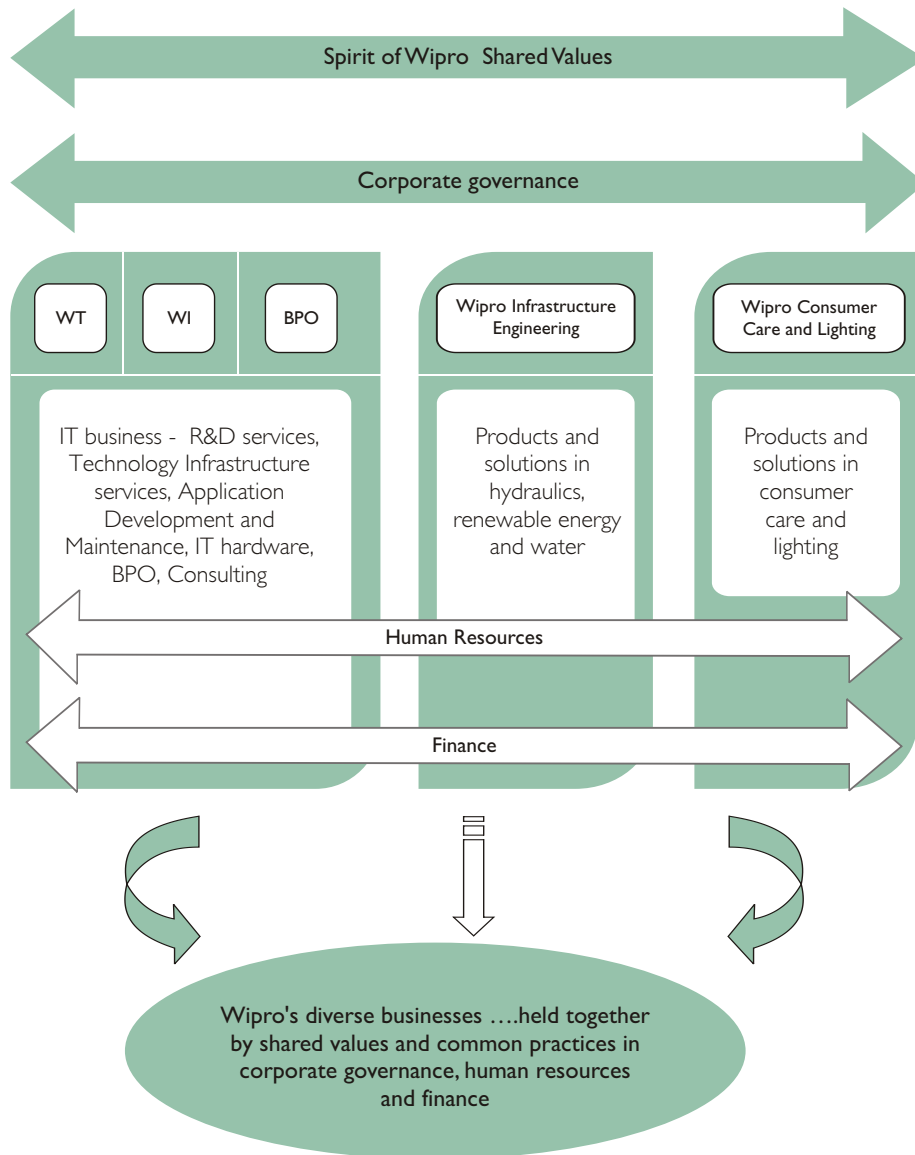 Spirit of Wipro Shared Values
Corporate governance
WT
WI
BPO
Wipro Infrastructure
Engineering
Wipro Consumer
Care and Lighting
IT business - R&D services,
Technology Infrastructure
services, Application
Development and
Maintenance, IT hardware,
BPO, Consulting
Products and
solutions in
hydraulics,
renewable energy
and water
Products and
solutions in
consumer
care and
lighting
Human Resources
Finance
Wipro's diverse businesses ....held together
by shared values and common practices in
corporate governance, human resources
and finance